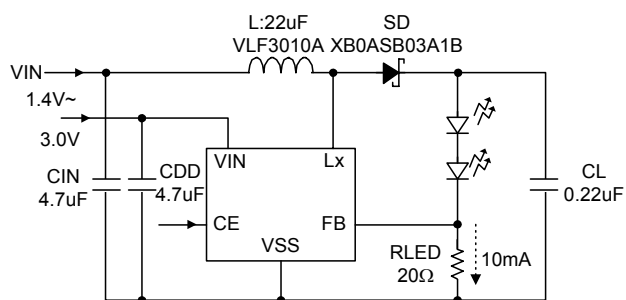 L:22uF
VLF3010A
SD
XB0ASB03A1B
VIN
1.4V~
3.0V
VIN
Lx
CIN
4.7uF
CDD
4.7uF
CE
FB
VSS
CL
0.22uF
RLED
20Ω
10mA